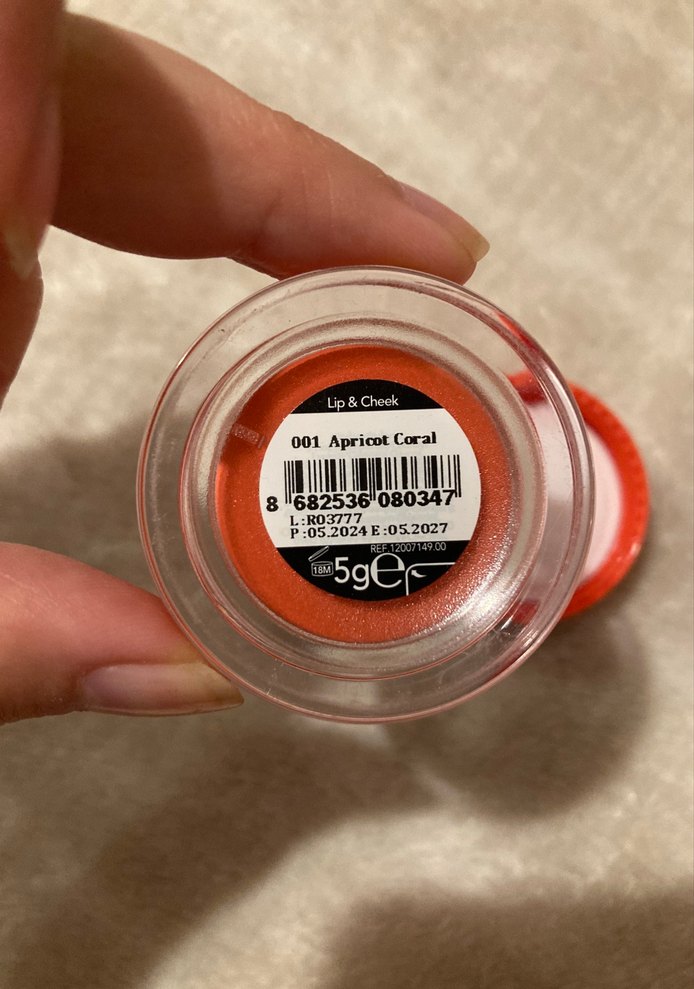 Lip & Cheek
001 Apricot Coral
8 682536 080347
L:R03777
P:05.2024 E:05.2027
REF.12007149.00
18M
5g e